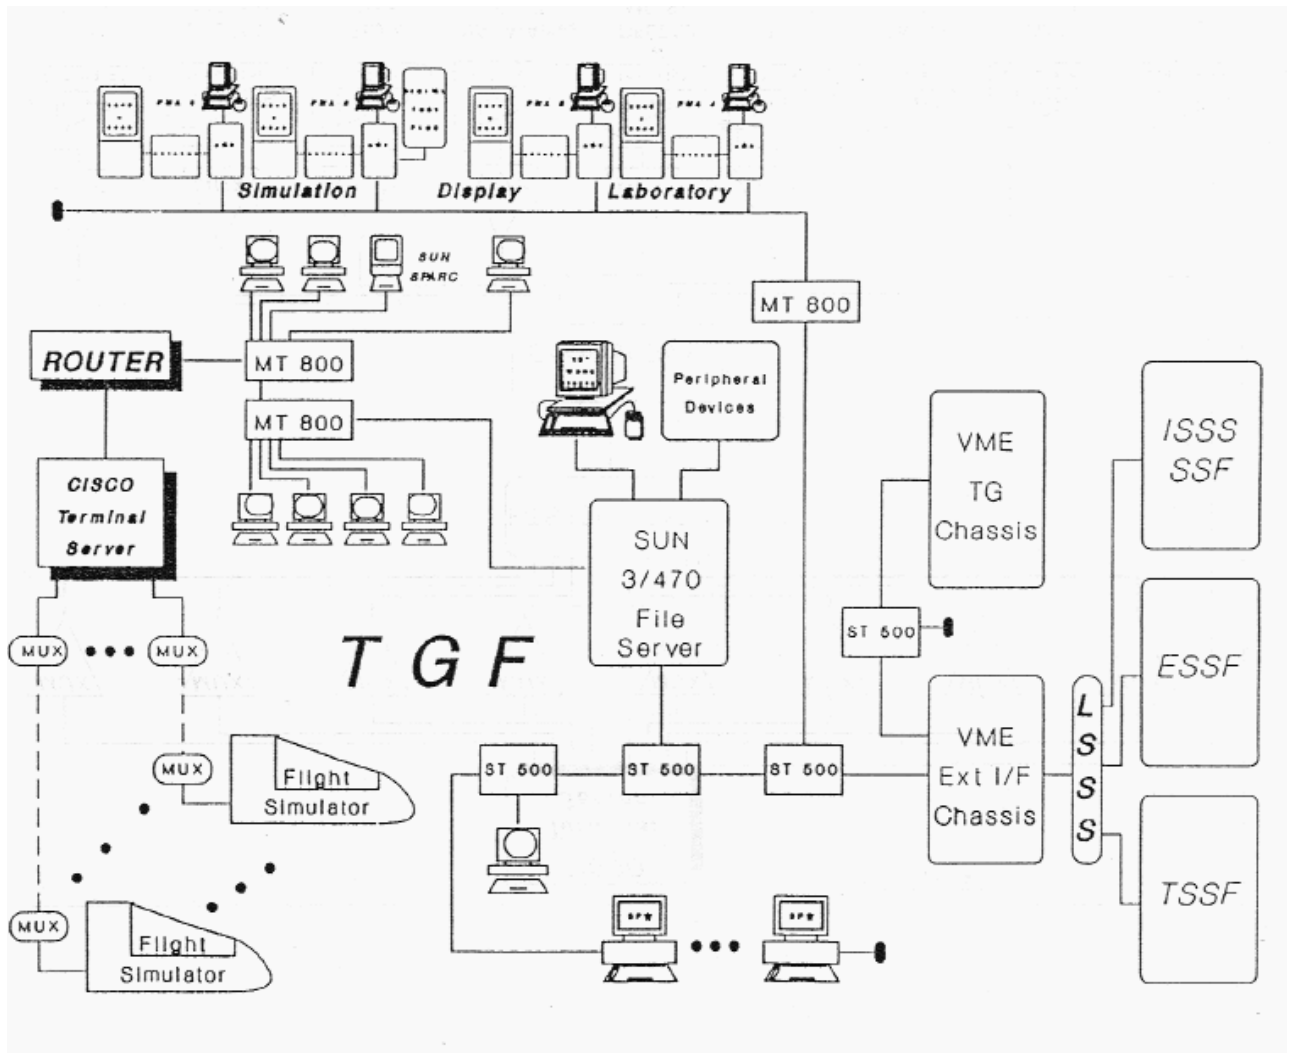 Simulation Display Laboratory
SUN
SPARC
MT 800
ROUTER
MT 800
MT 800
Peripheral
Devices
CISCO
Terminal
Server
SUN
3/470
File
Server
VME
TG
Chassis
ISSS
SSF
ST 500
ESSF
MUX
MUX
TGF
LSSS
VME
Ext I/F
Chassis
ST 500
ST 500
ST 500
MUX
Flight
Simulator
TSSF
MUX
Flight
Simulator